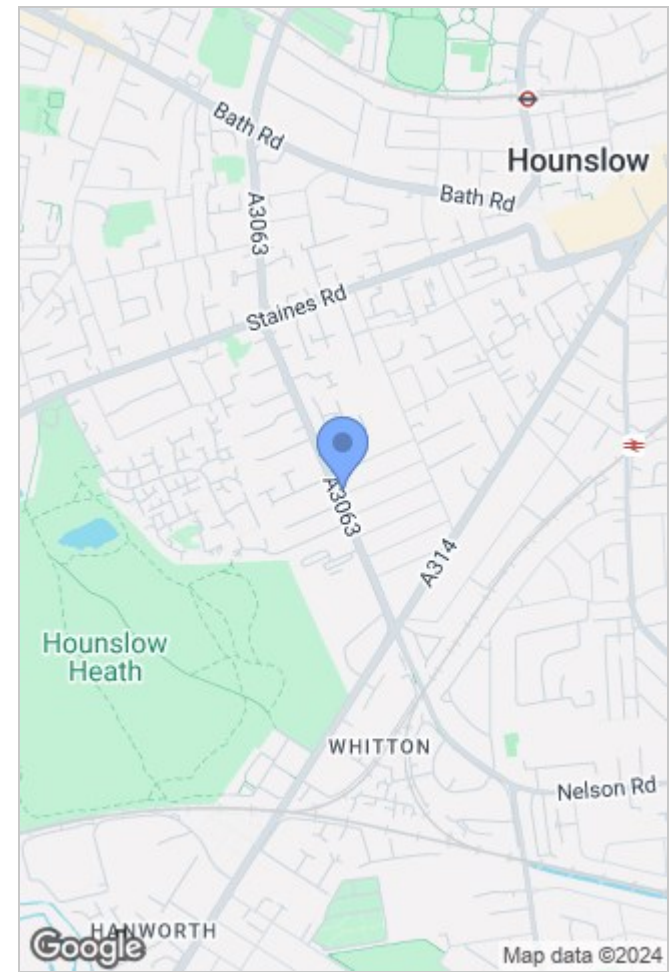 Bath Rd
Hounslow
Bath Rd
A3063
Staines Rd
A3063
A314
Hounslow
Heath
WHITTON
Nelson Rd
HANWORTH
Google
Map data ©2024